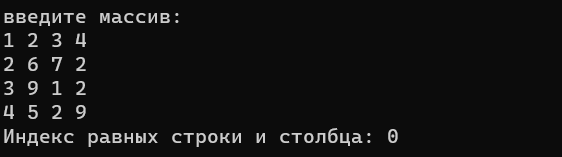 введите массив:
1 2 3 4
2 6 7 2
3 9 1 2
4 5 2 9
Индекс равных строки и столбца: 0